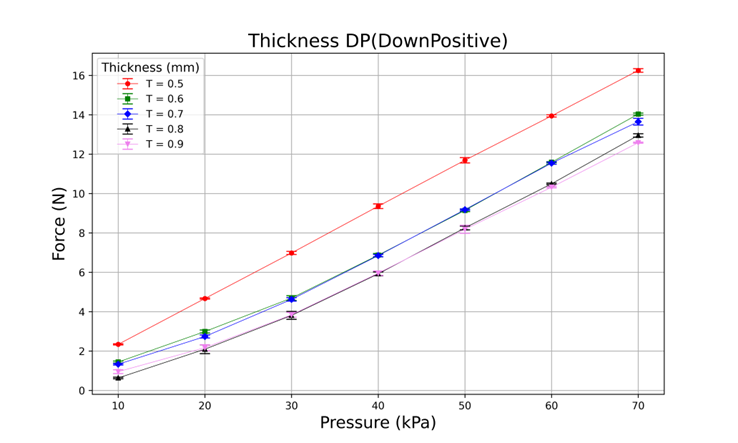 Thickness DP(DownPositive)
Thickness (mm)
T = 0.5
T = 0.6
T = 0.7
T = 0.8
T = 0.9
Force (N)
16
14
12
10
8
6
4
2
0
10 20 30 40 50 60 70
Pressure (kPa)